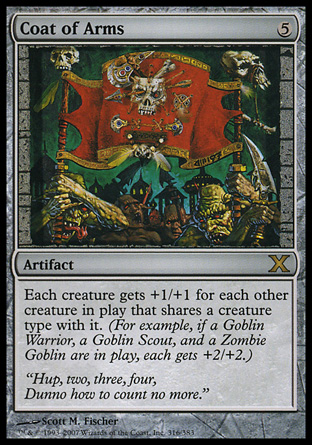 Coat of Arms 5
Artifact X
Each creature gets +1/+1 for each other
creature in play that shares a creature
type with it. (For example, if a Goblin
Warrior, a Goblin Scout, and a Zombie
Goblin are in play, each gets +2/+2.)
"Hup, two, three, four,
Dunno how to count no more."
Scott M. Fischer
™ & © 1993-2007 Wizards of the Coast, Inc. 316/383